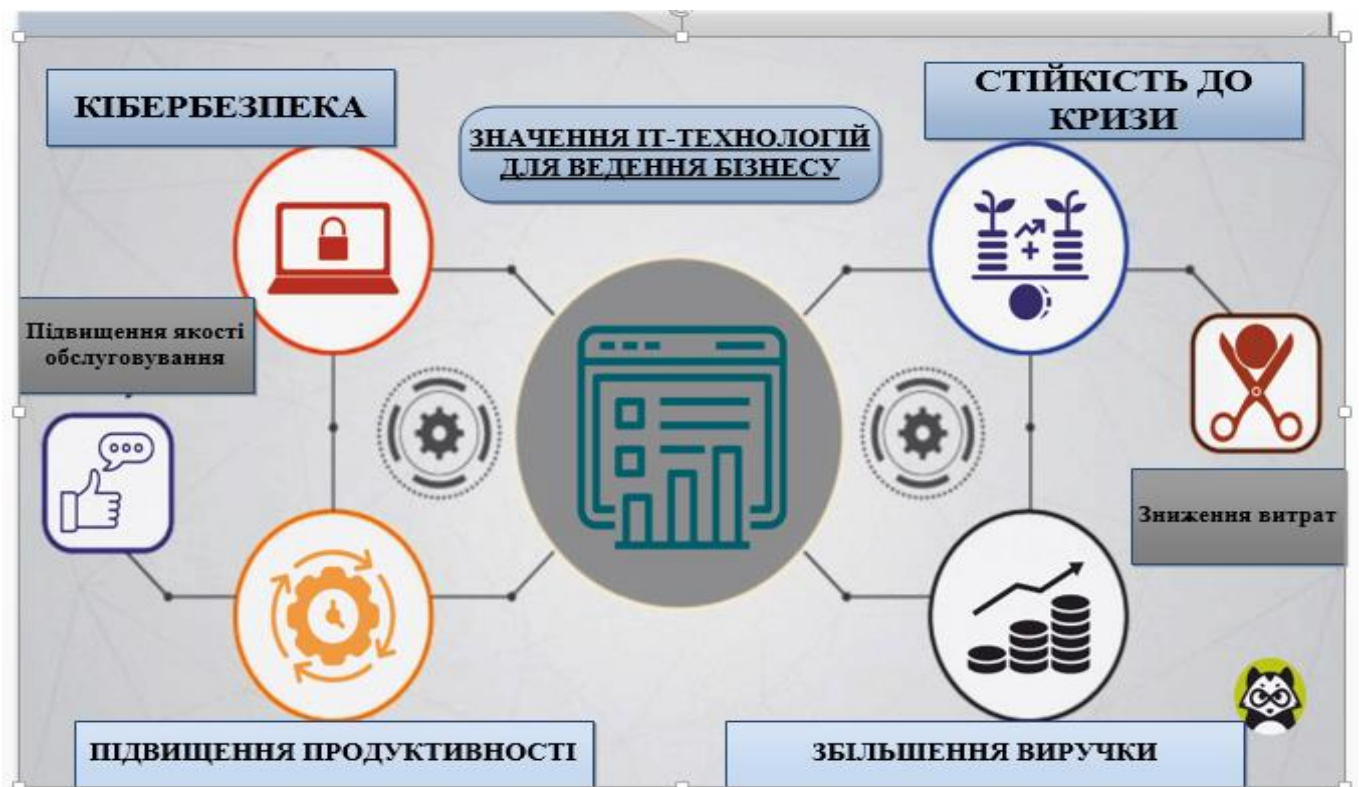 КІБЕРБЕЗПЕКА
ЗНАЧЕННЯ ІТ-ТЕХНОЛОГІЙ
ДЛЯ ВЕДЕННЯ БІЗНЕСУ
СТІЙКІСТЬ ДО
КРИЗИ
Підвищення якості
обслуговування
Зниження витрат
ПІДВИЩЕННЯ ПРОДУКТИВНОСТІ
ЗБІЛЬШЕННЯ ВИРУЧКИ